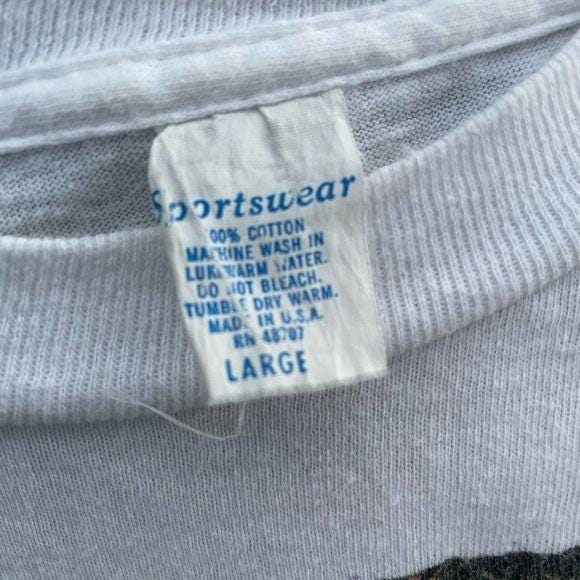 Sportswear
00% COTTON
MACHINE WASH IN
LUKEWARM WATER.
DO NOT BLEACH.
TUMBLE DRY WARM.
MADE IN U.S.A.
RN 48707
LARGE